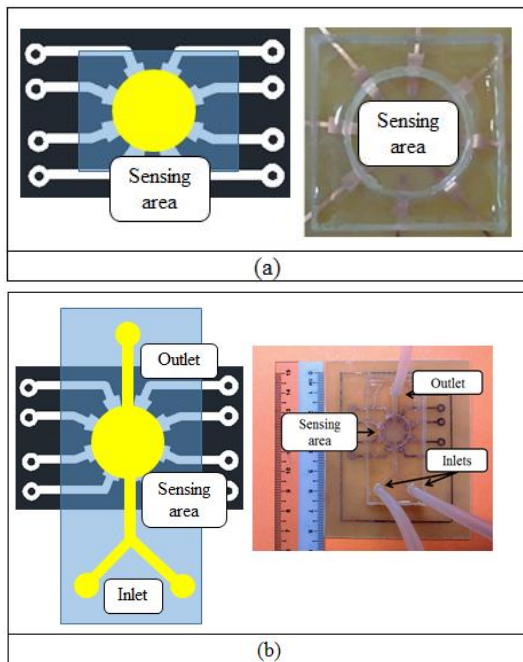 Sensing
area
Sensing
area
(a)
Outlet
Sensing
area
Inlet
Outlet
Sensing
area
Inlets
(b)